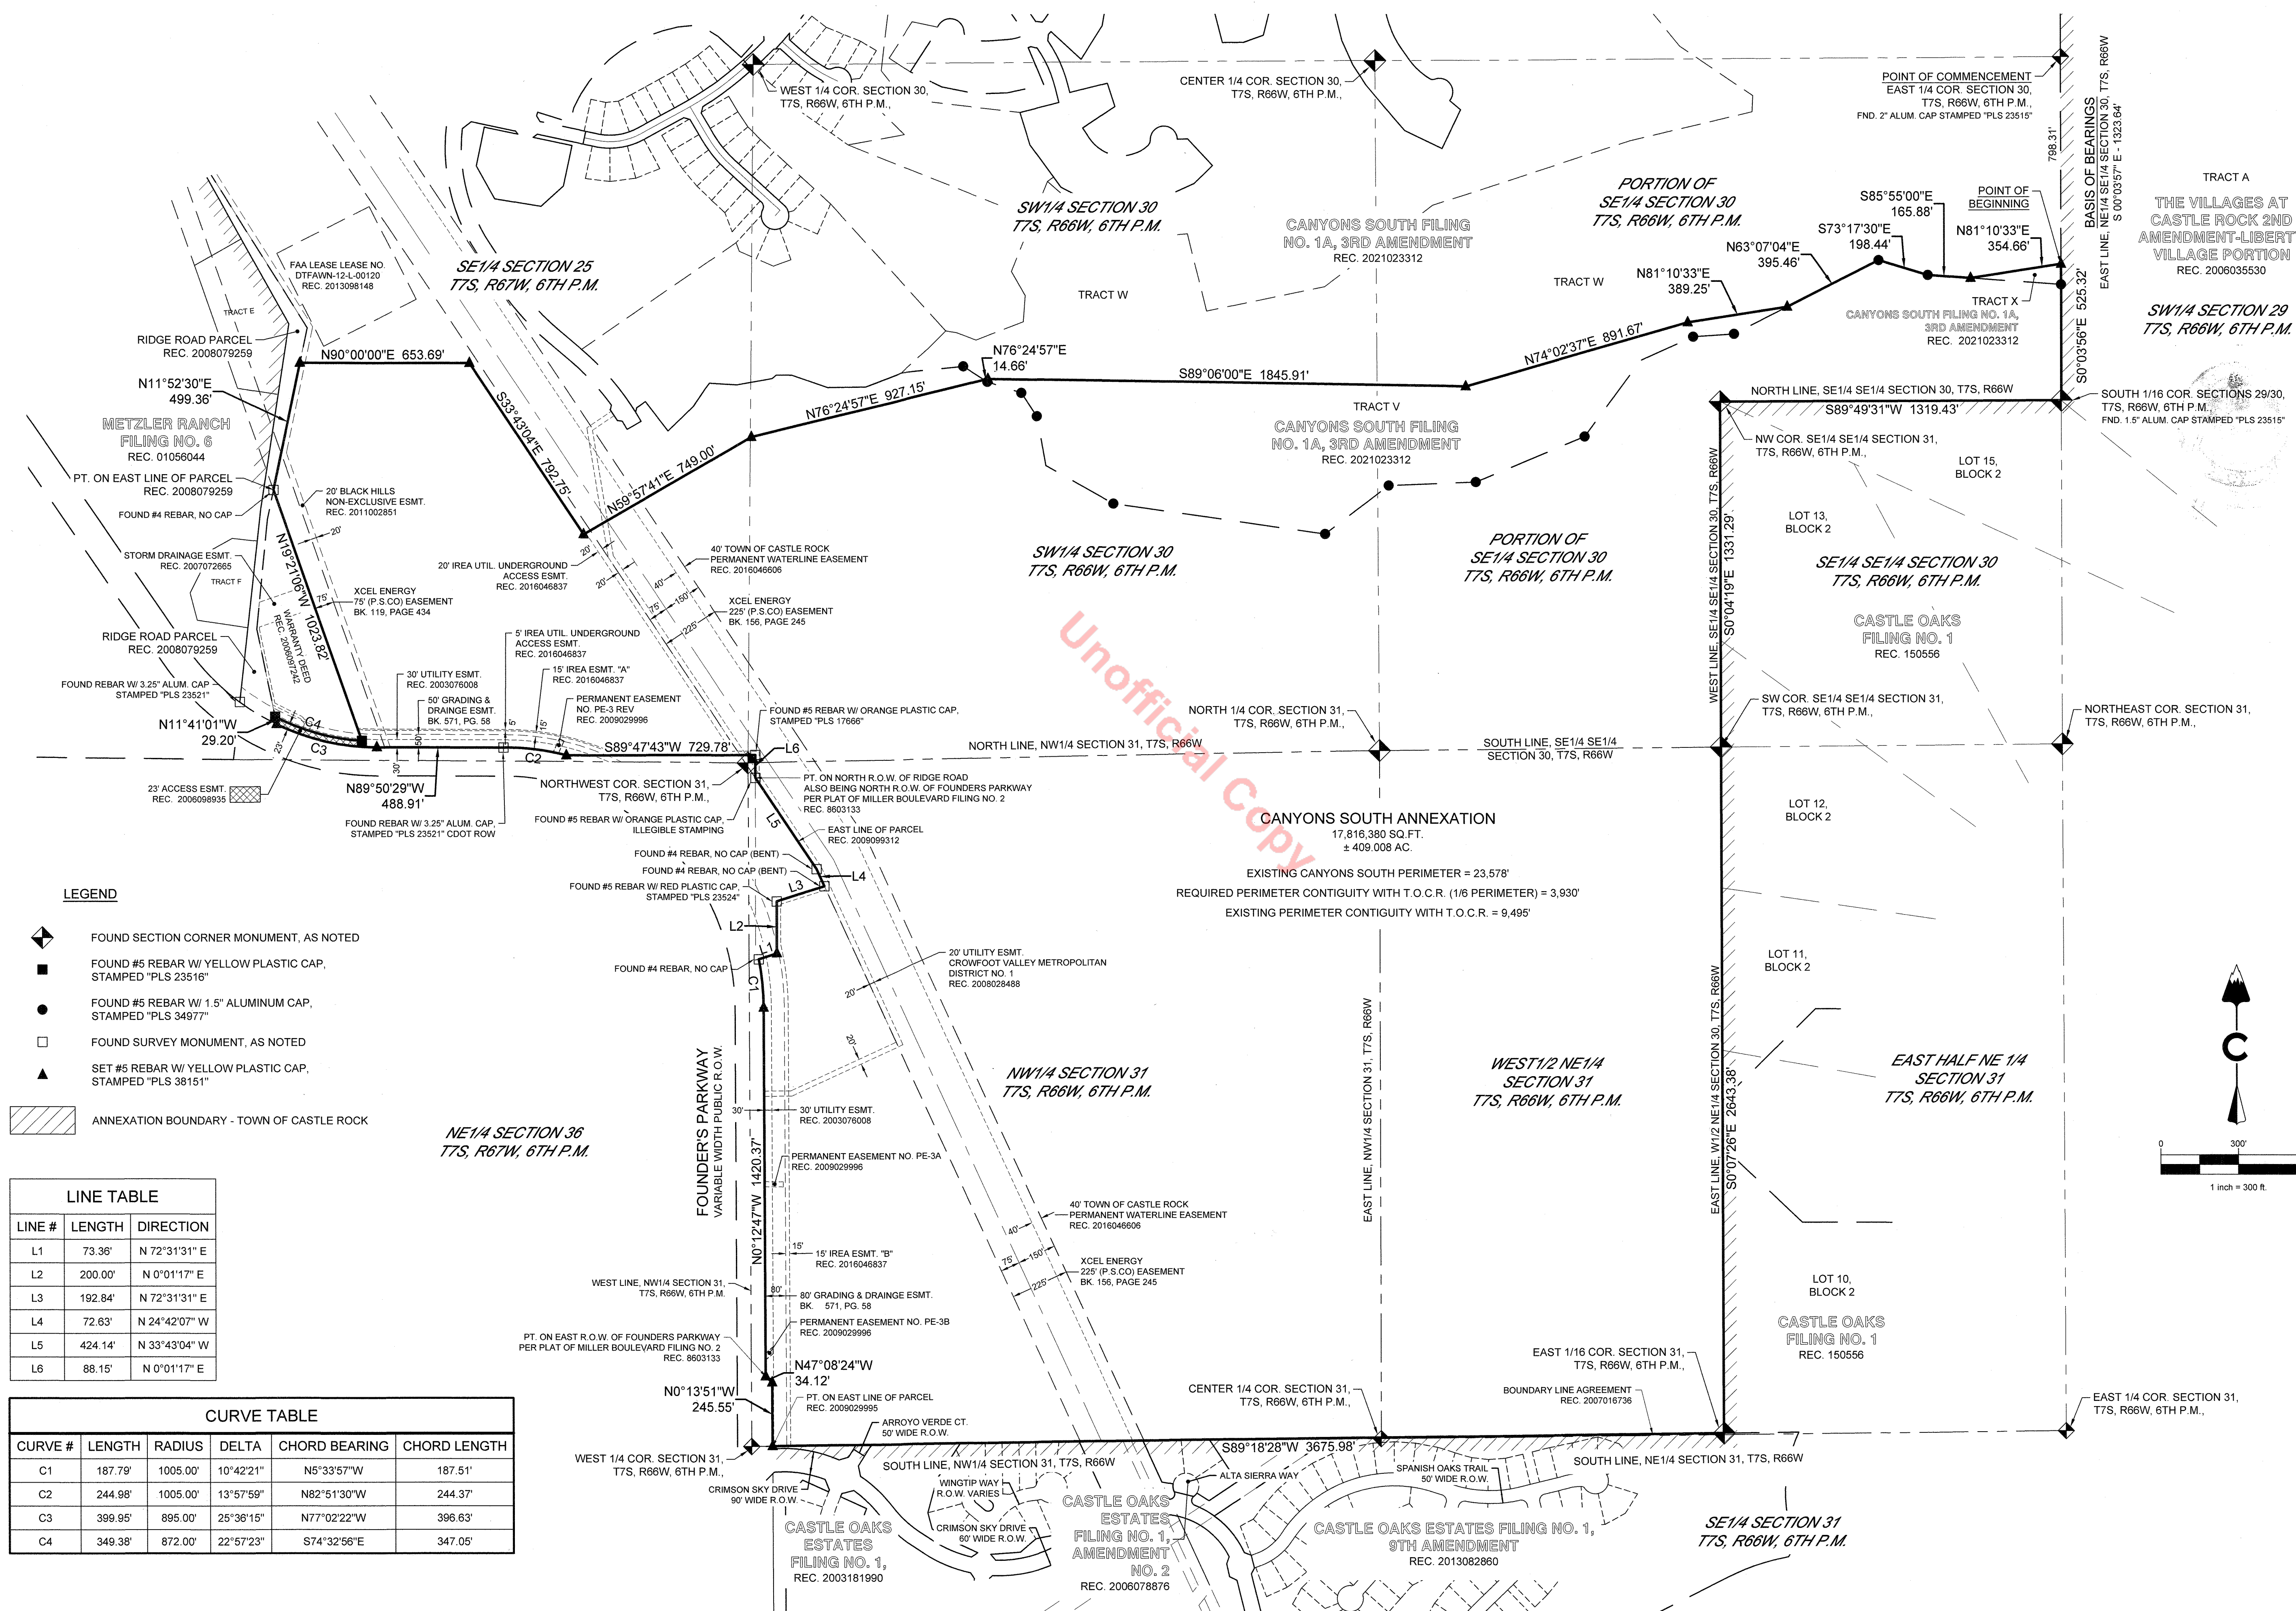 WEST 1/4 COR. SECTION 30,
T7S, R66W, 6TH P.M.,
CENTER 1/4 COR. SECTION 30,
T7S, R66W, 6TH P.M.,
POINT OF COMMENCEMENT
EAST 1/4 COR. SECTION 30,
T7S, R66W, 6TH P.M.,
FND. 2" ALUM. CAP STAMPED "PLS 23515"
798.31'
BASIS OF BEARINGS
EAST LINE, NE1/4 SE1/4 SECTION 30, T7S, R66W
S 00°03'57" E - 1323.64'
TRACT A
THE VILLAGES AT
CASTLE ROCK 2ND
AMENDMENT-LIBERT
VILLAGE PORTION
REC. 2006035530
SW1/4 SECTION 29
T7S, R66W, 6TH P.M.
SW1/4 SECTION 30
T7S, R66W, 6TH P.M.
CANYONS SOUTH FILING
NO. 1A, 3RD AMENDMENT
REC. 2021023312
TRACT W
PORTION OF
SE1/4 SECTION 30
T7S, R66W, 6TH P.M.
TRACT W
N81°10'33"E
389.25'
N63°07'04"E
395.46'
S73°17'30"E
198.44'
S85°55'00"E
165.88'
POINT OF
BEGINNING
N81°10'33"E
354.66'
TRACT X
CANYONS SOUTH FILING NO. 1A,
3RD AMENDMENT
REC. 2021023312
S0°03'56"E 525.32'
FAA LEASE LEASE NO.
DTFAWN-12-L-00120
REC. 2013098148
SE1/4 SECTION 25
T7S, R67W, 6TH P.M.
TRACT E
RIDGE ROAD PARCEL
REC. 2008079259
N90°00'00"E 653.69'
N11°52'30"E
499.36'
METZLER RANCH
FILING NO. 6
REC. 01056044
PT. ON EAST LINE OF PARCEL
REC. 2008079259
FOUND #4 REBAR, NO CAP
20' BLACK HILLS
NON-EXCLUSIVE ESMT.
REC. 2011002851
20'
STORM DRAINAGE ESMT.
REC. 2007072665
TRACT F
N19°21'06"W 1023.82'
75'
XCEL ENERGY
75' (P.S.CO) EASEMENT
BK. 119, PAGE 434
WARRANTY DEED
REC. 2006097242
RIDGE ROAD PARCEL
REC. 2008079259
FOUND REBAR W/ 3.25" ALUM. CAP
STAMPED "PLS 23521"
N11°41'01"W
29.20'
C4
C3
23'
23' ACCESS ESMT.
REC. 2006098935
S33°43'04"E 792.75'
N59°57'41"E 749.00'
N76°24'57"E 927.15'
N76°24'57"E
14.66'
S89°06'00"E 1845.91'
N74°02'37"E 891.67'
TRACT V
CANYONS SOUTH FILING
NO. 1A, 3RD AMENDMENT
REC. 2021023312
NORTH LINE, SE1/4 SE1/4 SECTION 30, T7S, R66W
S89°49'31"W 1319.43'
SOUTH 1/16 COR. SECTIONS 29/30,
T7S, R66W, 6TH P.M.,
FND. 1.5" ALUM. CAP STAMPED "PLS 23515"
NW COR. SE1/4 SE1/4 SECTION 31,
T7S, R66W, 6TH P.M.,
LOT 15,
BLOCK 2
LOT 13,
BLOCK 2
20' IREA UTIL. UNDERGROUND
ACCESS ESMT.
REC. 2016046837
20'
20'
40' TOWN OF CASTLE ROCK
PERMANENT WATERLINE EASEMENT
REC. 2016046606
40'
75'
150'
225'
XCEL ENERGY
225' (P.S.CO) EASEMENT
BK. 156, PAGE 245
SW1/4 SECTION 30
T7S, R66W, 6TH P.M.
PORTION OF
SE1/4 SECTION 30
T7S, R66W, 6TH P.M.
WEST LINE, SE1/4 SE1/4 SECTION 30, T7S, R66W
S0°04'19"E 1331.29'
SE1/4 SE1/4 SECTION 30
T7S, R66W, 6TH P.M.
CASTLE OAKS
FILING NO. 1
REC. 150556
5' IREA UTIL. UNDERGROUND
ACCESS ESMT.
REC. 2016046837
30' UTILITY ESMT.
REC. 2003076008
15' IREA ESMT. "A"
REC. 2016046837
50' GRADING &
DRAINGE ESMT.
BK. 571, PG. 58
PERMANENT EASEMENT
NO. PE-3 REV
REC. 2009029996
5'
15'
50'
30'
C2
S89°47'43"W 729.78'
N89°50'29"W
488.91'
FOUND REBAR W/ 3.25" ALUM. CAP,
STAMPED "PLS 23521" CDOT ROW
FOUND #5 REBAR W/ ORANGE PLASTIC CAP,
STAMPED "PLS 17666"
L6
NORTHWEST COR. SECTION 31,
T7S, R66W, 6TH P.M.,
PT. ON NORTH R.O.W. OF RIDGE ROAD
ALSO BEING NORTH R.O.W. OF FOUNDERS PARKWAY
PER PLAT OF MILLER BOULEVARD FILING NO. 2
REC. 8603133
FOUND #5 REBAR W/ ORANGE PLASTIC CAP,
ILLEGIBLE STAMPING
L5
EAST LINE OF PARCEL
REC. 2009099312
FOUND #4 REBAR, NO CAP (BENT)
FOUND #4 REBAR, NO CAP (BENT)
L4
L3
FOUND #5 REBAR W/ RED PLASTIC CAP,
STAMPED "PLS 23524"
L2
L1
FOUND #4 REBAR, NO CAP
C1
NORTH LINE, NW1/4 SECTION 31, T7S, R66W
NORTH 1/4 COR. SECTION 31,
T7S, R66W, 6TH P.M.,
SOUTH LINE, SE1/4 SE1/4
SECTION 30, T7S, R66W
SW COR. SE1/4 SE1/4 SECTION 31,
T7S, R66W, 6TH P.M.,
NORTHEAST COR. SECTION 31,
T7S, R66W, 6TH P.M.,
Unofficial Copy
CANYONS SOUTH ANNEXATION
17,816,380 SQ.FT.
± 409.008 AC.
EXISTING CANYONS SOUTH PERIMETER = 23,578'
REQUIRED PERIMETER CONTIGUITY WITH T.O.C.R. (1/6 PERIMETER) = 3,930'
EXISTING PERIMETER CONTIGUITY WITH T.O.C.R. = 9,495'
LOT 12,
BLOCK 2
LOT 11,
BLOCK 2
LEGEND
FOUND SECTION CORNER MONUMENT, AS NOTED
FOUND #5 REBAR W/ YELLOW PLASTIC CAP,
STAMPED "PLS 23516"
FOUND #5 REBAR W/ 1.5" ALUMINUM CAP,
STAMPED "PLS 34977"
FOUND SURVEY MONUMENT, AS NOTED
SET #5 REBAR W/ YELLOW PLASTIC CAP,
STAMPED "PLS 38151"
ANNEXATION BOUNDARY - TOWN OF CASTLE ROCK
20' UTILITY ESMT.
CROWFOOT VALLEY METROPOLITAN
DISTRICT NO. 1
REC. 2008028488
20'
20'
FOUNDER'S PARKWAY
VARIABLE WIDTH PUBLIC R.O.W.
NE1/4 SECTION 36
T7S, R67W, 6TH P.M.
NW1/4 SECTION 31
T7S, R66W, 6TH P.M.
EAST LINE, NW1/4 SECTION 31, T7S, R66W
WEST1/2 NE1/4
SECTION 31
T7S, R66W, 6TH P.M.
EAST LINE, W1/2 NE1/4 SECTION 30, T7S, R66W
S0°07'26"E 2643.38'
EAST HALF NE 1/4
SECTION 31
T7S, R66W, 6TH P.M.
C
0
300'
1 inch = 300 ft.
30'
30' UTILITY ESMT.
REC. 2003076008
N0°12'47"W 1420.37'
PERMANENT EASEMENT NO. PE-3A
REC. 2009029996
15'
15' IREA ESMT. "B"
REC. 2016046837
WEST LINE, NW1/4 SECTION 31,
T7S, R66W, 6TH P.M.
80'
80' GRADING & DRAINGE ESMT.
BK. 571, PG. 58
PERMANENT EASEMENT NO. PE-3B
REC. 2009029996
PT. ON EAST R.O.W. OF FOUNDERS PARKWAY
PER PLAT OF MILLER BOULEVARD FILING NO. 2
REC. 8603133
40' TOWN OF CASTLE ROCK
PERMANENT WATERLINE EASEMENT
REC. 2016046606
40'
75'
150'
225'
XCEL ENERGY
225' (P.S.CO) EASEMENT
BK. 156, PAGE 245
N47°08'24"W
34.12'
N0°13'51"W
245.55'
PT. ON EAST LINE OF PARCEL
REC. 2009029995
ARROYO VERDE CT.
50' WIDE R.O.W.
WEST 1/4 COR. SECTION 31,
T7S, R66W, 6TH P.M.,
CENTER 1/4 COR. SECTION 31,
T7S, R66W, 6TH P.M.,
EAST 1/16 COR. SECTION 31,
T7S, R66W, 6TH P.M.,
BOUNDARY LINE AGREEMENT
REC. 2007016736
LOT 10,
BLOCK 2
CASTLE OAKS
FILING NO. 1
REC. 150556
EAST 1/4 COR. SECTION 31,
T7S, R66W, 6TH P.M.,
S89°18'28"W 3675.98'
SOUTH LINE, NW1/4 SECTION 31, T7S, R66W
SOUTH LINE, NE1/4 SECTION 31, T7S, R66W
CRIMSON SKY DRIVE
90' WIDE R.O.W.
WINGTIP WAY
R.O.W. VARIES
ALTA SIERRA WAY
SPANISH OAKS TRAIL
50' WIDE R.O.W.
CRIMSON SKY DRIVE
60' WIDE R.O.W.
CASTLE OAKS
ESTATES
FILING NO. 1,
REC. 2003181990
CASTLE OAKS
ESTATES
FILING NO. 1,
AMENDMENT
NO. 2
REC. 2006078876
CASTLE OAKS ESTATES FILING NO. 1,
9TH AMENDMENT
REC. 2013082860
SE1/4 SECTION 31
T7S, R66W, 6TH P.M.
LINE TABLE
LINE # LENGTH DIRECTION
L1 73.36' N 72°31'31" E
L2 200.00' N 0°01'17" E
L3 192.84' N 72°31'31" E
L4 72.63' N 24°42'07" W
L5 424.14' N 33°43'04" W
L6 88.15' N 0°01'17" E
CURVE TABLE
CURVE # LENGTH RADIUS DELTA CHORD BEARING CHORD LENGTH
C1 187.79' 1005.00' 10°42'21" N5°33'57"W 187.51'
C2 244.98' 1005.00' 13°57'59" N82°51'30"W 244.37'
C3 399.95' 895.00' 25°36'15" N77°02'22"W 396.63'
C4 349.38' 872.00' 22°57'23" S74°32'56"E 347.05'